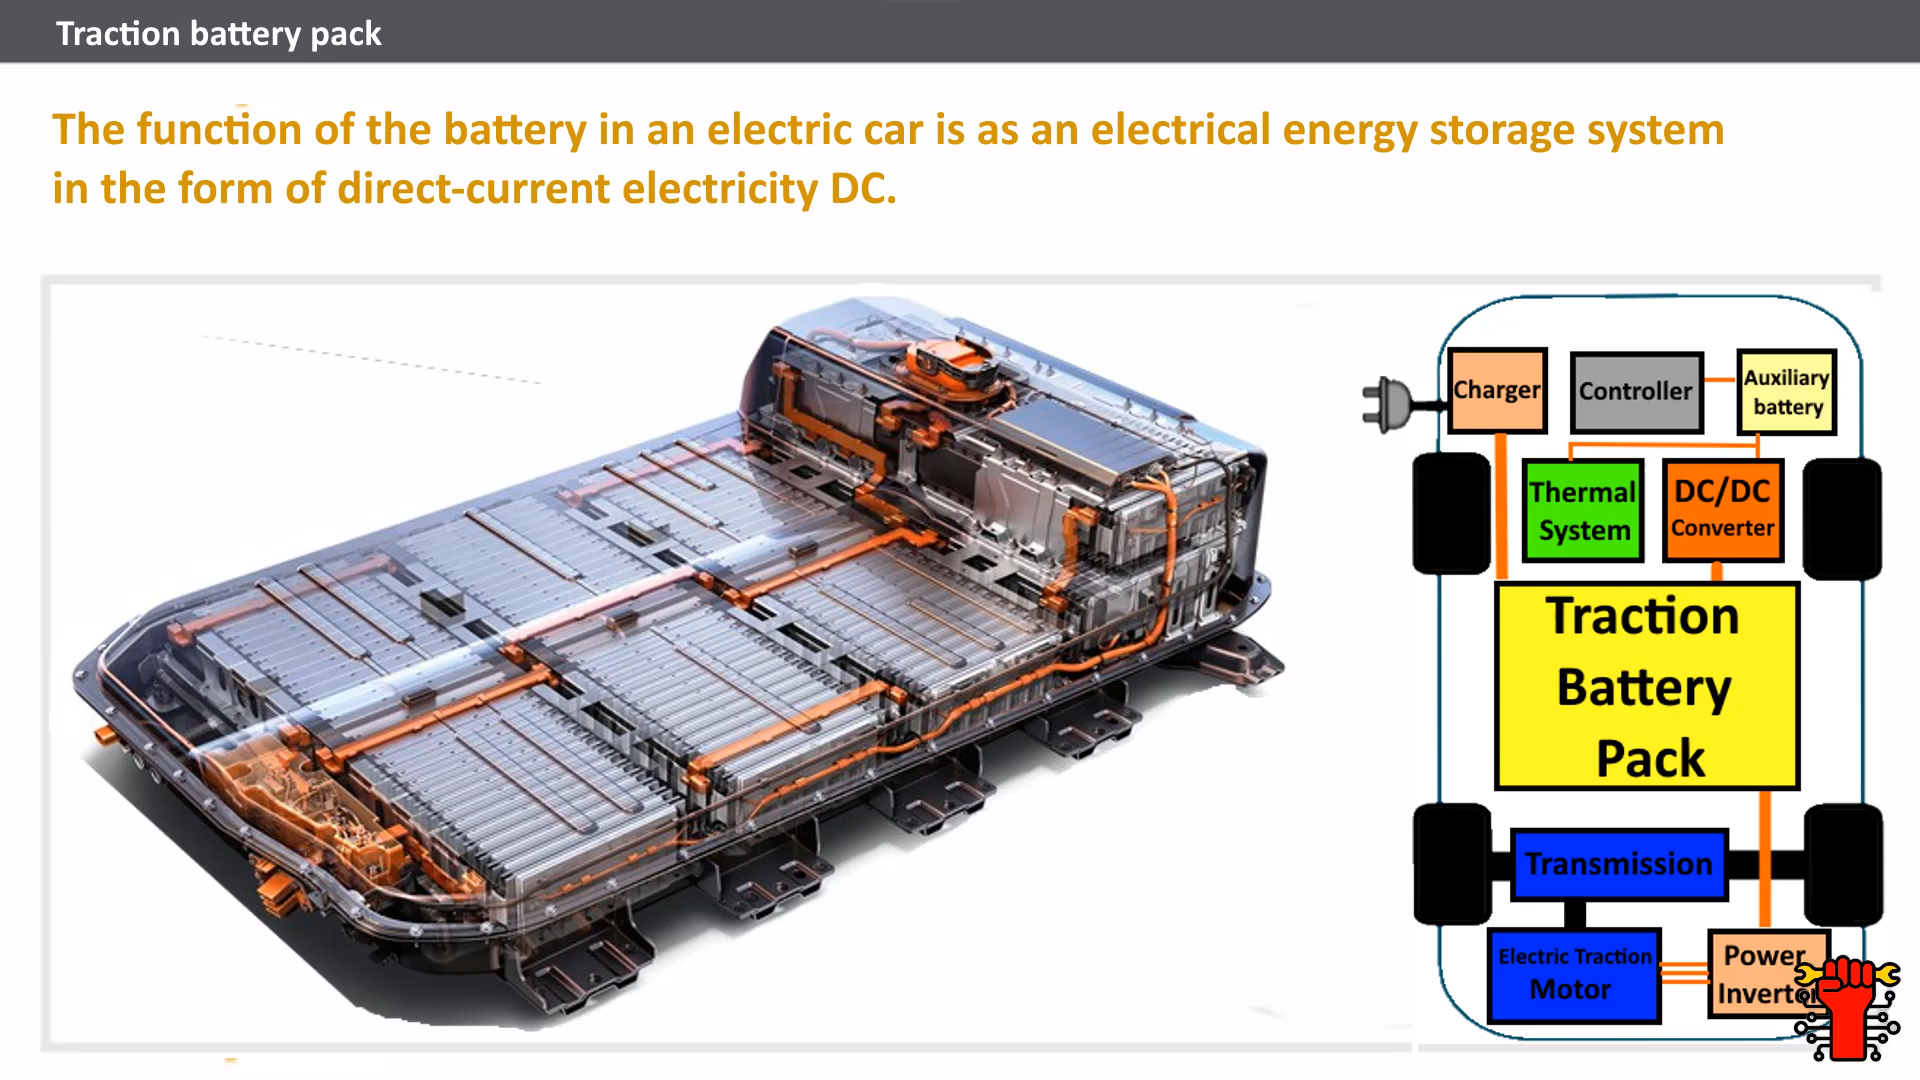 Traction battery pack
The function of the battery in an electric car is as an electrical energy storage system
in the form of direct-current electricity DC.
Charger
Controller
Auxiliary
battery
Thermal
System
DC/DC
Converter
Traction
Battery
Pack
Transmission
Electric Traction
Motor
Power